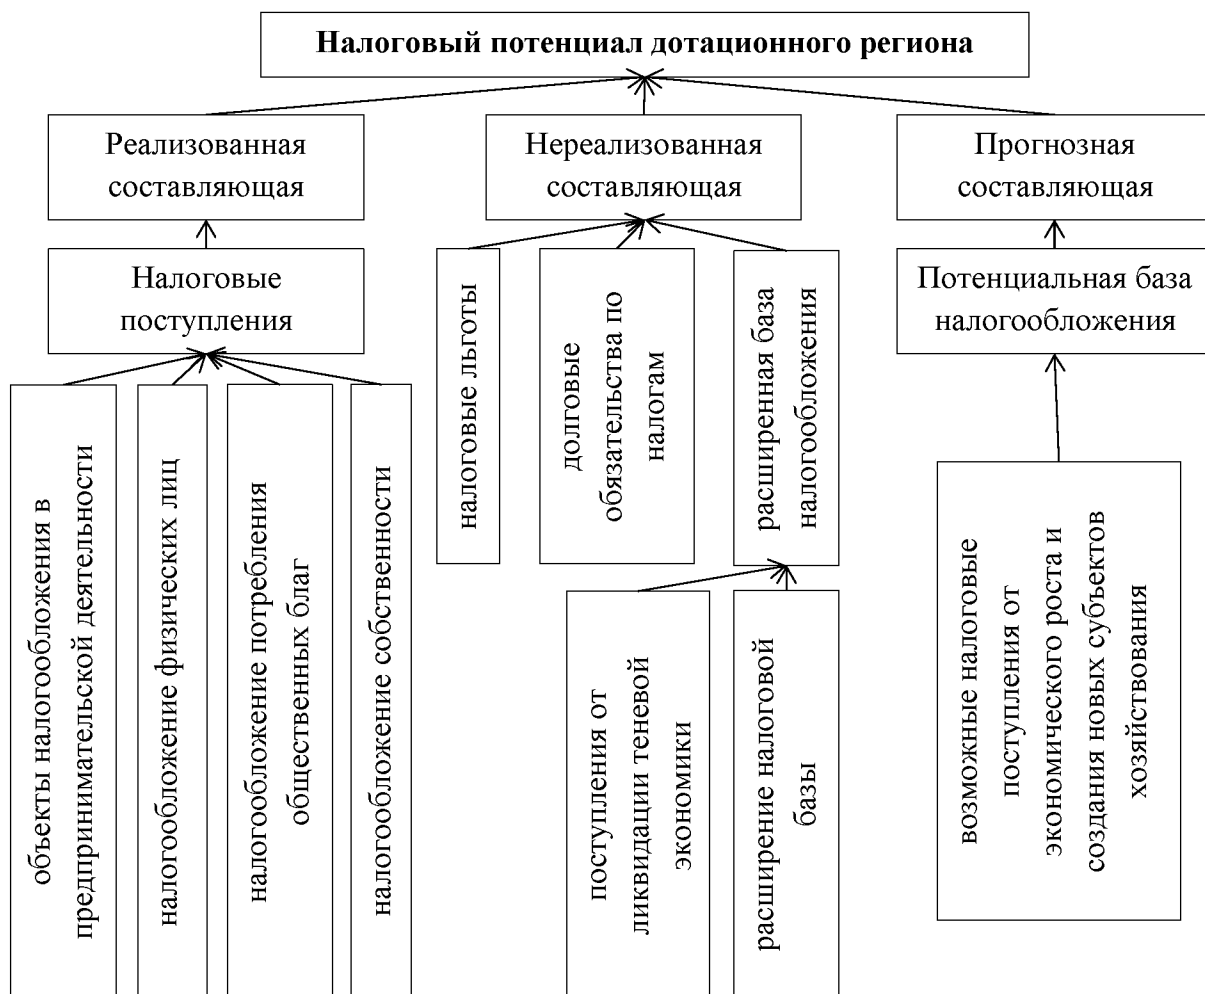 Налоговый потенциал дотационного региона
Реализованная
составляющая
Нереализованная
составляющая
Прогнозная
составляющая
Налоговые
поступления
налоговые льготы
долговые
обязательства по
налогам
расширенная база
налогообложения
Потенциальная база
налогообложения
объекты налогообложения в
предпринимательской деятельности
налогообложение физических лиц
налогообложение потребления
общественных благ
налогообложение собственности
поступления от
ликвидации теневой
экономики
расширение налоговой
базы
возможные налоговые
поступления от
экономического роста и
создания новых субъектов
хозяйствования